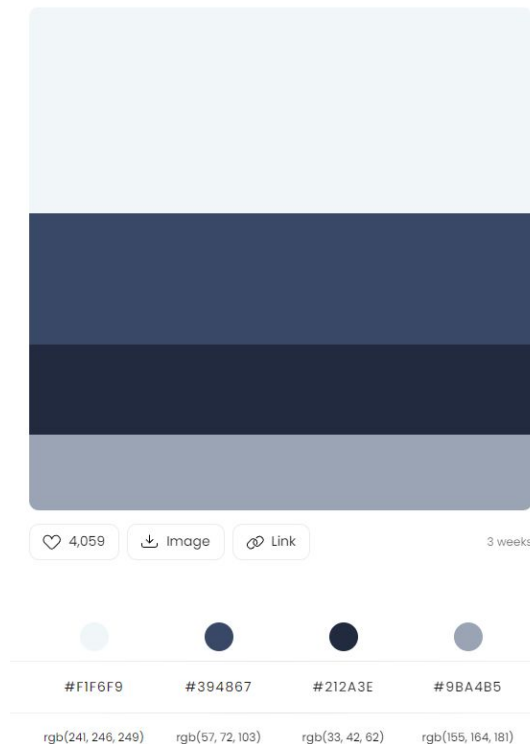 4,059 Image Link 3 weeks
#F1F6F9 #394867 #212A3E #9BA4B5
rgb(241, 246, 249) rgb(57, 72, 103) rgb(33, 42, 62) rgb(155, 164, 181)